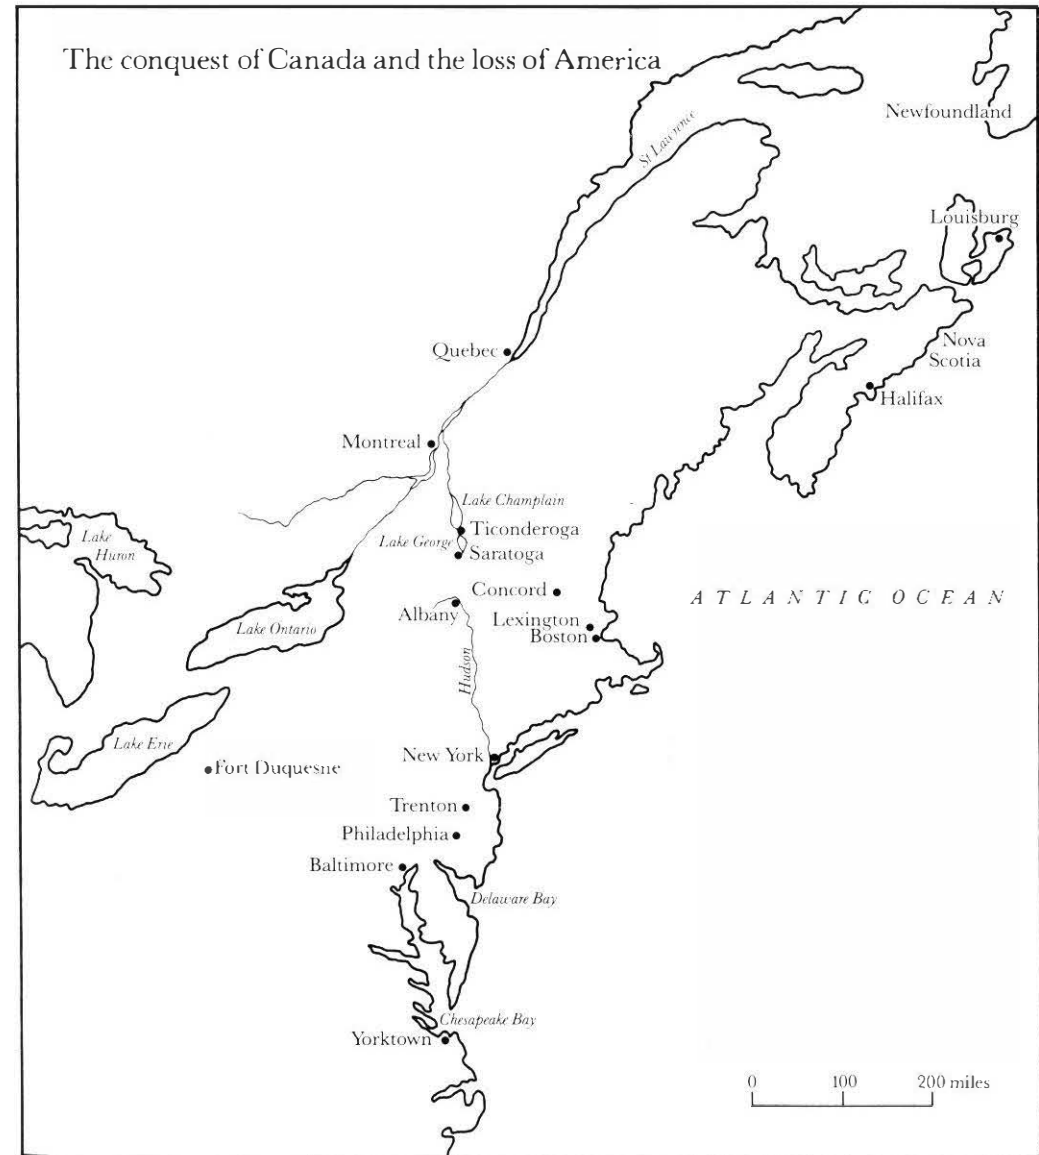 The conquest of Canada and the loss of America
Newfoundland
St Lawrence
Louisburg
Quebec
Nova
Scotia
Halifax
Montreal
Lake Champlain
Ticonderoga
Lake George
Saratoga
Lake
Huron
Concord
ATLANTIC OCEAN
Albany
Lexington
Lake Ontario
Boston
Hudson
Lake Erie
New York
Fort Duquesne
Trenton
Philadelphia
Baltimore
Delaware Bay
Chesapeake Bay
Yorktown
0 100 200 miles